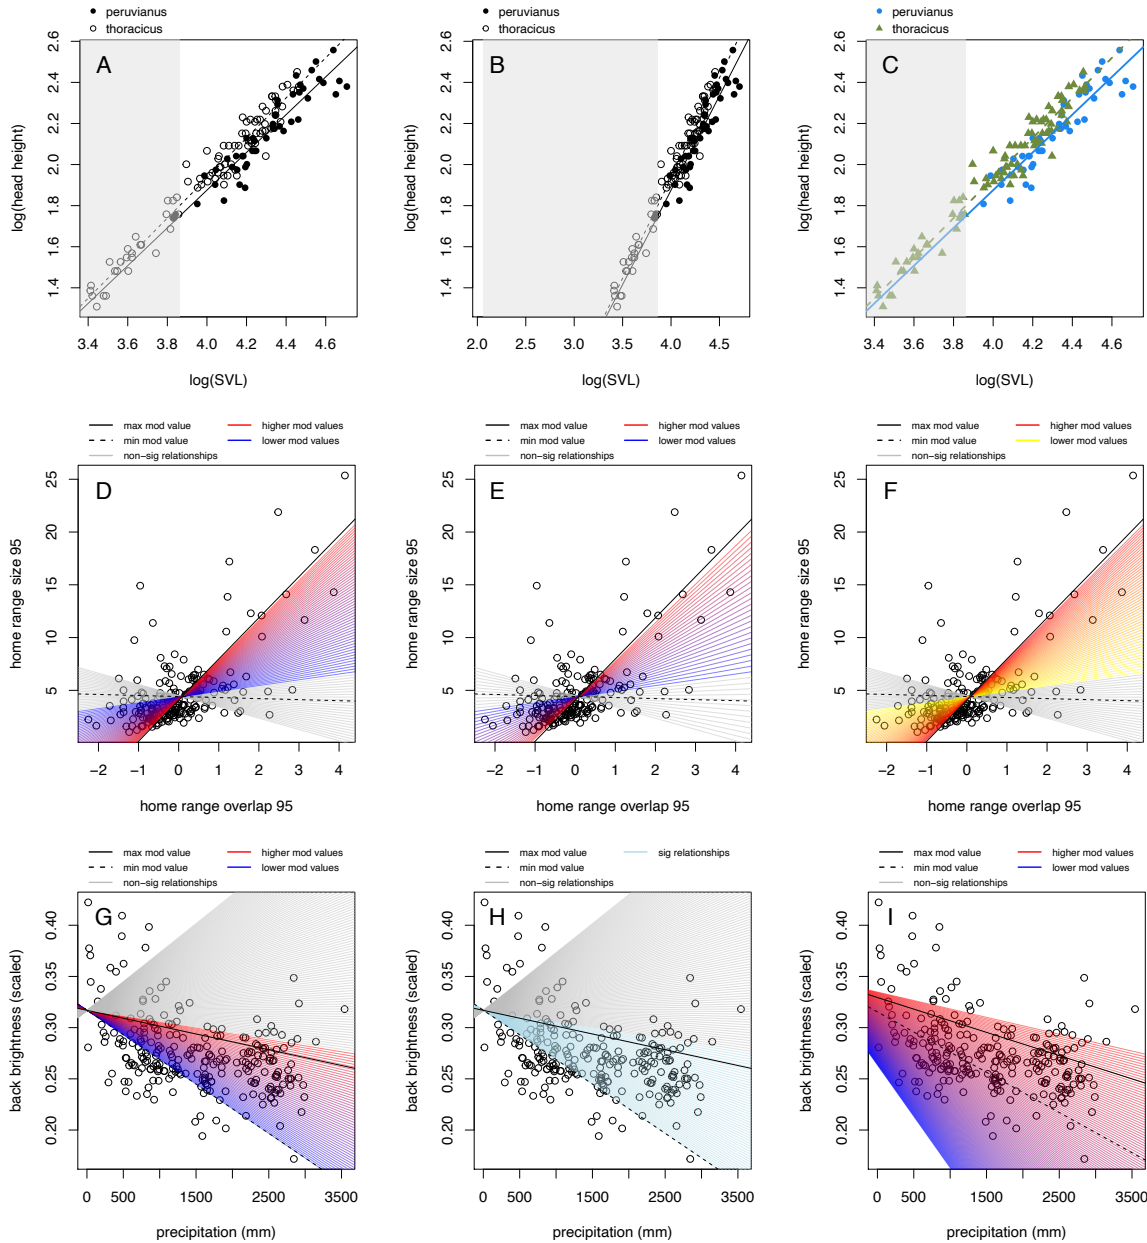 peruvianus
thoracicus
A
log(head height)
1.4 1.6 1.8 2.0 2.2 2.4 2.6
3.4 3.6 3.8 4.0 4.2 4.4 4.6
log(SVL)
peruvianus
thoracicus
B
log(head height)
1.4 1.6 1.8 2.0 2.2 2.4 2.6
2.0 2.5 3.0 3.5 4.0 4.5
log(SVL)
peruvianus
thoracicus
C
log(head height)
1.4 1.6 1.8 2.0 2.2 2.4 2.6
3.4 3.6 3.8 4.0 4.2 4.4 4.6
log(SVL)
max mod value higher mod values
min mod value lower mod values
non−sig relationships
D
home range size 95
5 10 15 20 25
−2 −1 0 1 2 3 4
home range overlap 95
max mod value higher mod values
min mod value lower mod values
non−sig relationships
E
home range size 95
5 10 15 20 25
−2 −1 0 1 2 3 4
home range overlap 95
max mod value higher mod values
min mod value lower mod values
non−sig relationships
F
home range size 95
5 10 15 20 25
−2 −1 0 1 2 3 4
home range overlap 95
max mod value higher mod values
min mod value lower mod values
non−sig relationships
G
back brightness (scaled)
0.20 0.25 0.30 0.35 0.40
0 500 1500 2500 3500
precipitation (mm)
max mod value sig relationships
min mod value
non−sig relationships
H
back brightness (scaled)
0.20 0.25 0.30 0.35 0.40
0 500 1500 2500 3500
precipitation (mm)
max mod value higher mod values
min mod value lower mod values
non−sig relationships
I
back brightness (scaled)
0.20 0.25 0.30 0.35 0.40
0 500 1500 2500 3500
precipitation (mm)